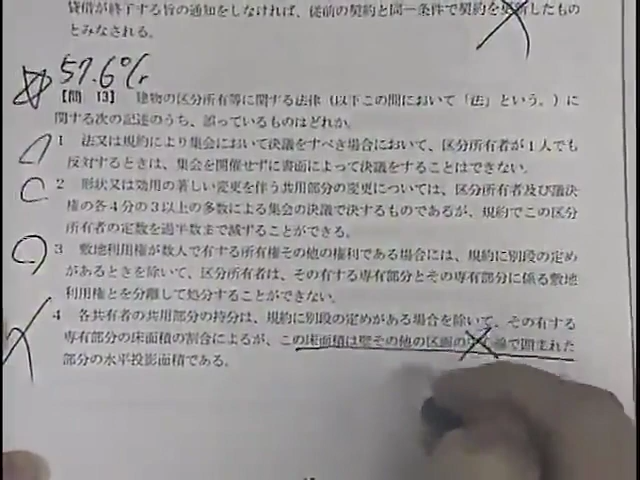 貸借が終了する旨の通知をしなければ、従前の契約と同一条件で契約を更新したもの
とみなされる。
57.6%
【問 13】 建物の区分所有等に関する法律(以下この問において「法」という。)に
関する次の記述のうち、誤っているものはどれか。
1 法又は規約により集会において決議をすべき場合において、区分所有者が1人でも
反対するときは、集会を開催せずに書面によって決議をすることはできない。
2 形状又は効用の著しい変更を伴う共用部分の変更については、区分所有者及び議決
権の各4分の3以上の多数による集会の決議で決するものであるが、規約でこの区分
所有者の定数を過半数まで減ずることができる。
3 敷地利用権が数人で有する所有権その他の権利である場合には、規約に別段の定め
があるときを除いて、区分所有者は、その有する専有部分とその専有部分に係る敷地
利用権とを分離して処分することができない。
4 各共有者の共用部分の持分は、規約に別段の定めがある場合を除いて、その有する
専有部分の床面積の割合によるが、この床面積は壁その他の区画の中心線で囲まれた
部分の水平投影面積である。